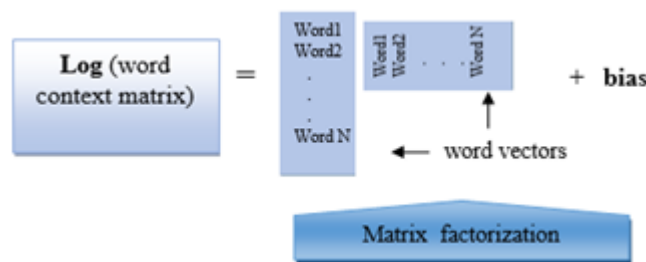 Log (word
context matrix)
=
Word1
Word2
.
.
.
Word N
Word1
Word2
. . .
Word N
+ bias
word vectors
Matrix factorization